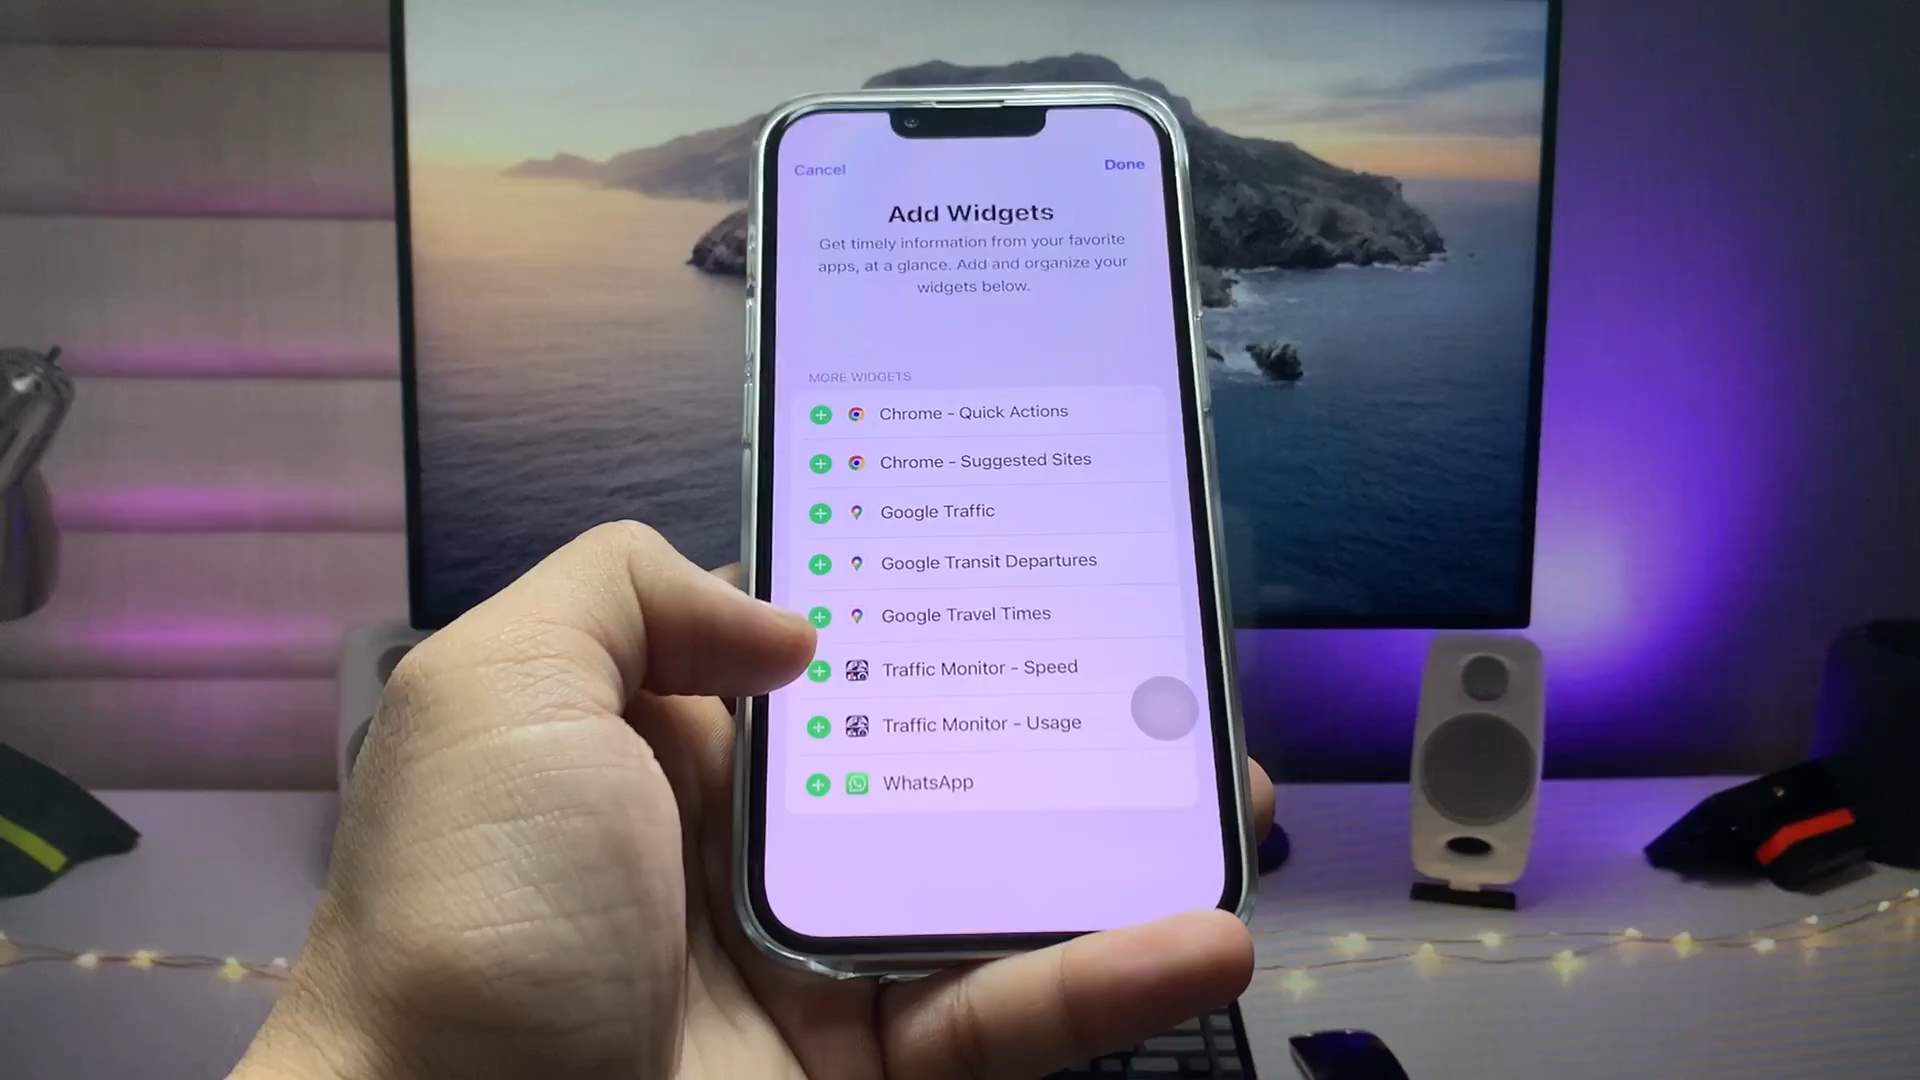 Cancel
Done
Add Widgets
Get timely information from your favorite
apps, at a glance. Add and organize your
widgets below.
MORE WIDGETS
Chrome - Quick Actions
Chrome - Suggested Sites
Google Traffic
Google Transit Departures
Google Travel Times
Traffic Monitor - Speed
Traffic Monitor - Usage
WhatsApp